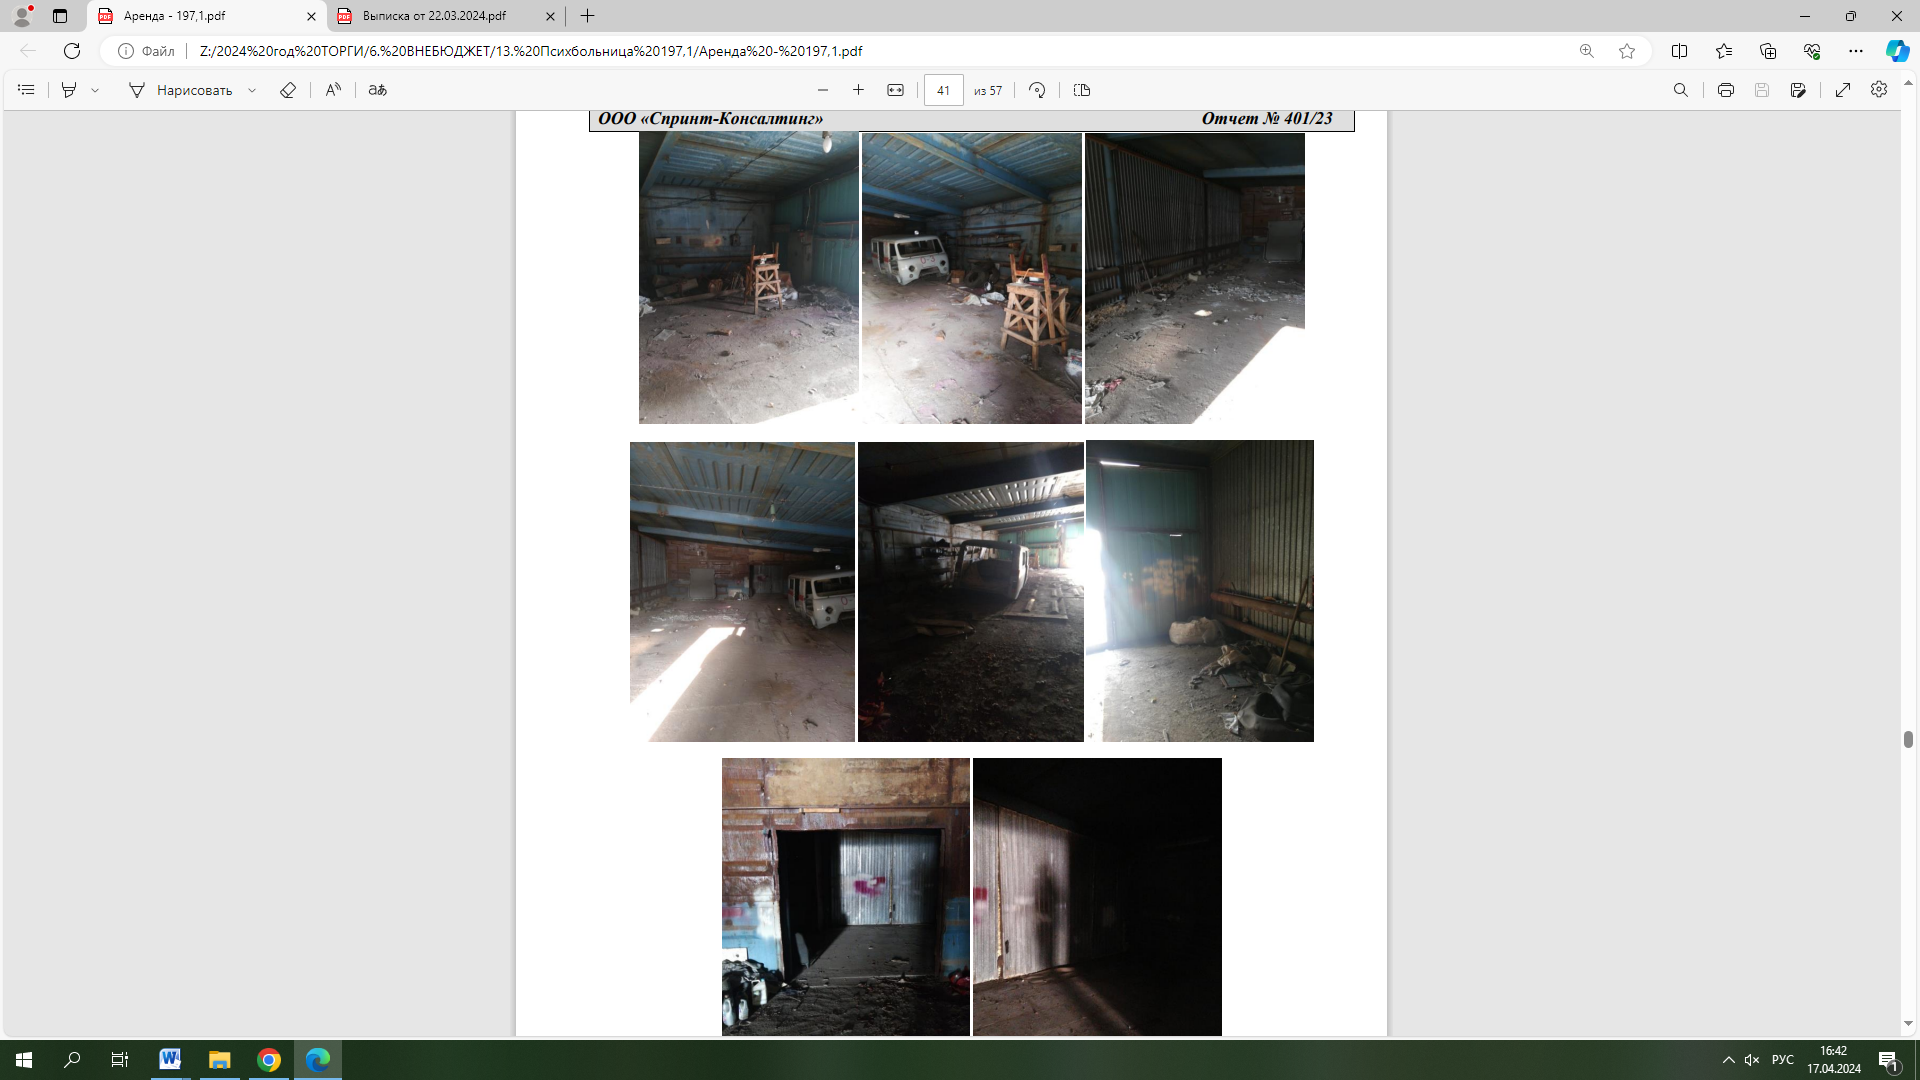 Аренда - 197,1.pdf
Выписка от 22.03.2024.pdf
Файл
Z:/2024%20год%20ТОРГИ/6.%20ВНЕБЮДЖЕТ/13.%20Психбольница%20197,1/Аренда%20-%20197,1.pdf
Нарисовать
41
из 57
ООО «Спринт-Консалтинг»
Отчет № 401/23
РУС
16:42
17.04.2024
1